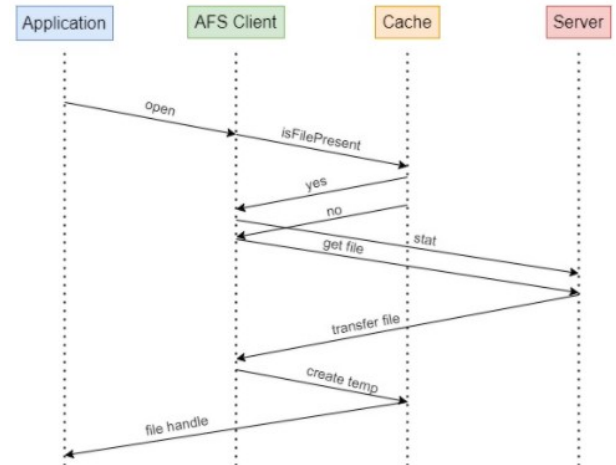 Application
AFS Client
Cache
Server
open
isFilePresent
yes
no
stat
get file
transfer file
create temp
file handle